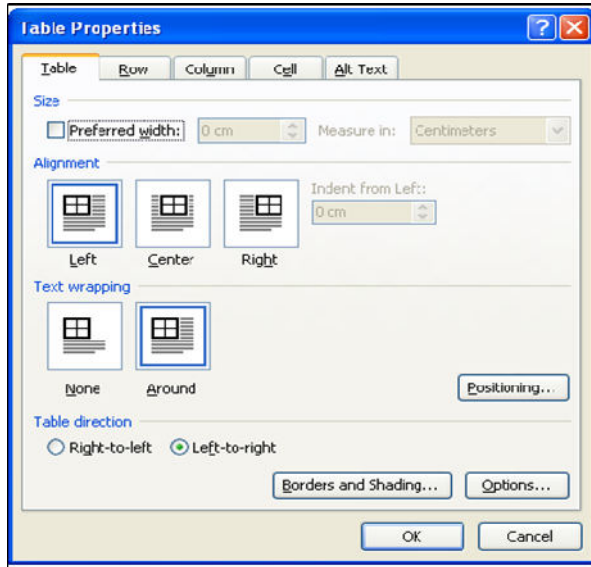 Table Properties
Table Row Column Cell Alt Text
Size
Preferred width: 0 cm Measure in: Centimeters
Alignment
Indent from Left:
0 cm
Left Center Right
Text wrapping
None Around
Positioning...
Table direction
Right-to-left Left-to-right
Borders and Shading... Options...
OK Cancel